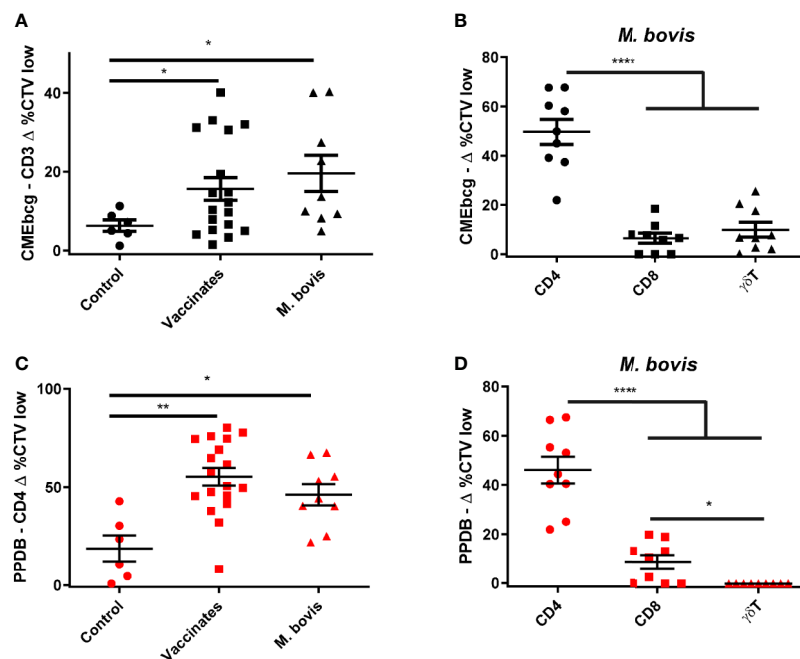 A
CMEbcg - CD3 Δ %CTV low
40
20
0
*
*
Control
Vaccinates
M. bovis
B
M. bovis
CMEbcg - Δ %CTV low
80
60
40
20
0
****
CD4
CD8
γδT
C
PPDB - CD4 Δ %CTV low
100
50
0
*
**
Control
Vaccinates
M. bovis
D
M. bovis
PPDB - Δ %CTV low
80
60
40
20
0
****
*
CD4
CD8
γδT